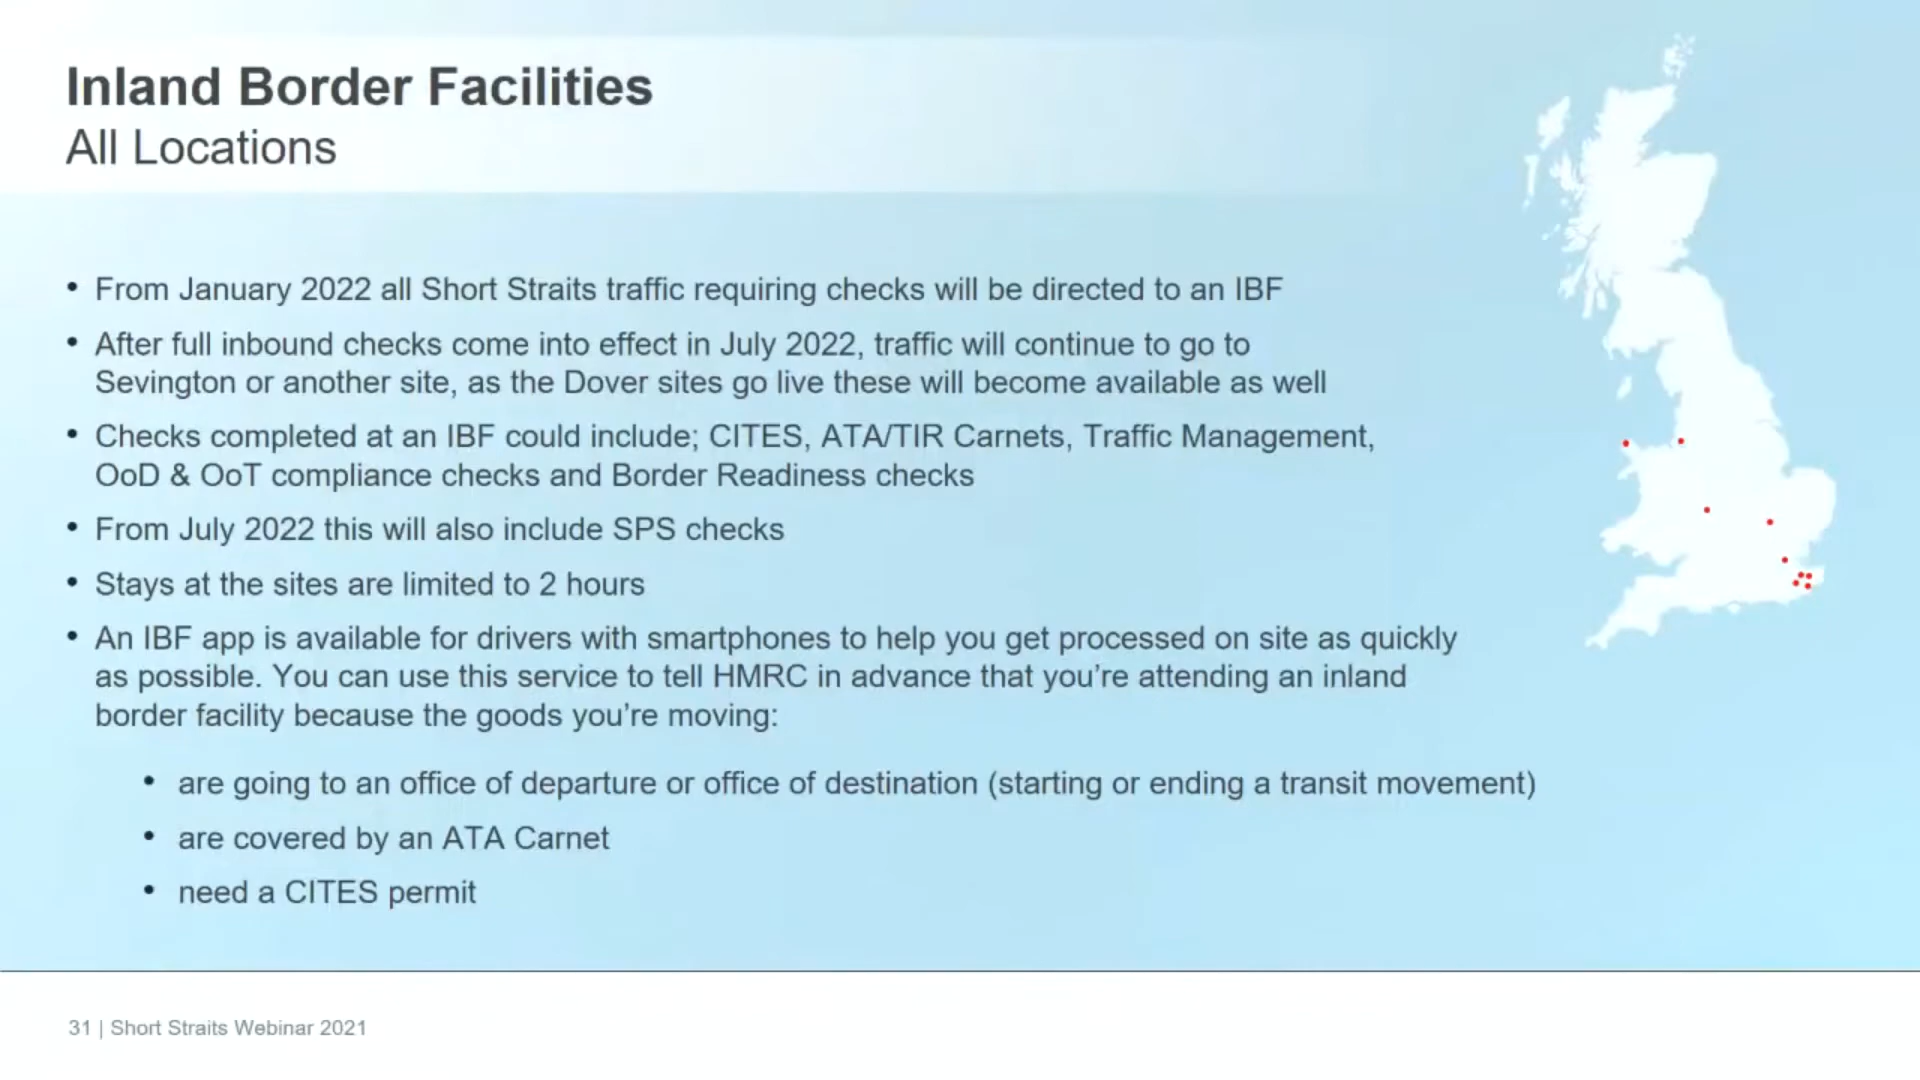 Inland Border Facilities
All Locations
• From January 2022 all Short Straits traffic requiring checks will be directed to an IBF
• After full inbound checks come into effect in July 2022, traffic will continue to go to
Sevington or another site, as the Dover sites go live these will become available as well
• Checks completed at an IBF could include; CITES, ATA/TIR Carnets, Traffic Management,
OoD & OoT compliance checks and Border Readiness checks
• From July 2022 this will also include SPS checks
• Stays at the sites are limited to 2 hours
• An IBF app is available for drivers with smartphones to help you get processed on site as quickly
as possible. You can use this service to tell HMRC in advance that you’re attending an inland
border facility because the goods you’re moving:
• are going to an office of departure or office of destination (starting or ending a transit movement)
• are covered by an ATA Carnet
• need a CITES permit
31 | Short Straits Webinar 2021